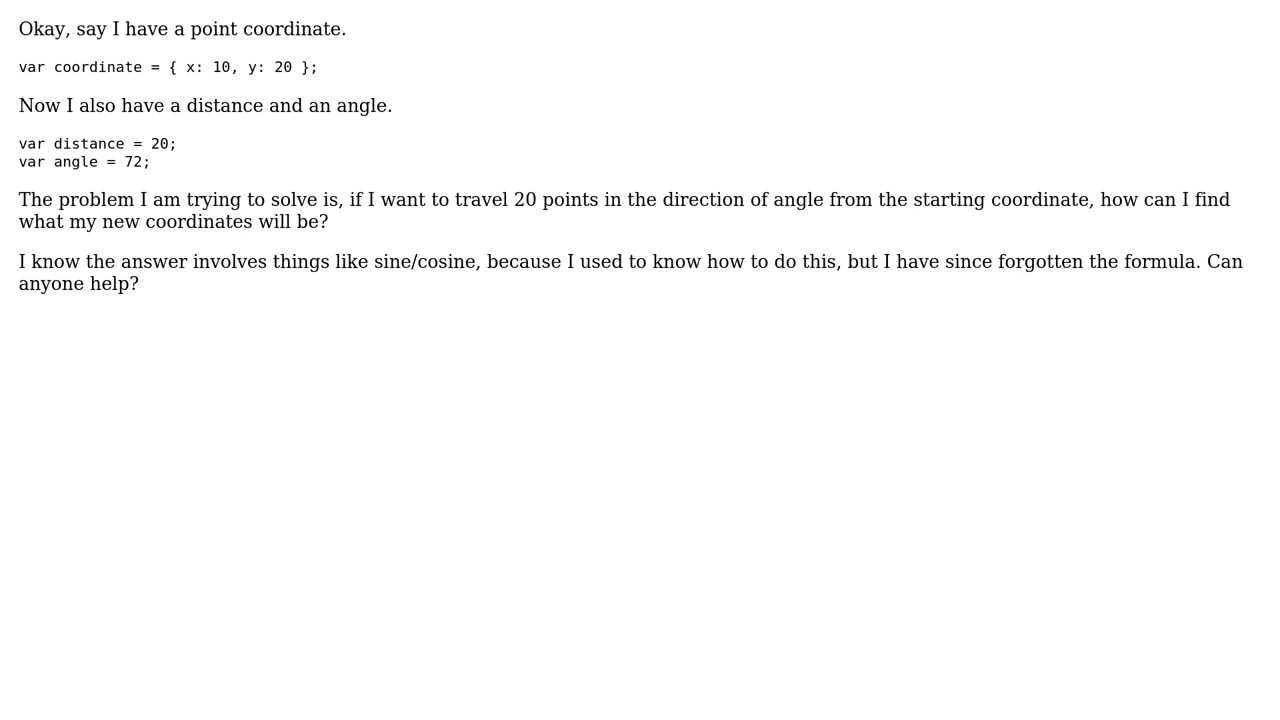 Okay, say I have a point coordinate.
var coordinate = { x: 10, y: 20 };
Now I also have a distance and an angle.
var distance = 20;
var angle = 72;
The problem I am trying to solve is, if I want to travel 20 points in the direction of angle from the starting coordinate, how can I find
what my new coordinates will be?
I know the answer involves things like sine/cosine, because I used to know how to do this, but I have since forgotten the formula. Can
anyone help?